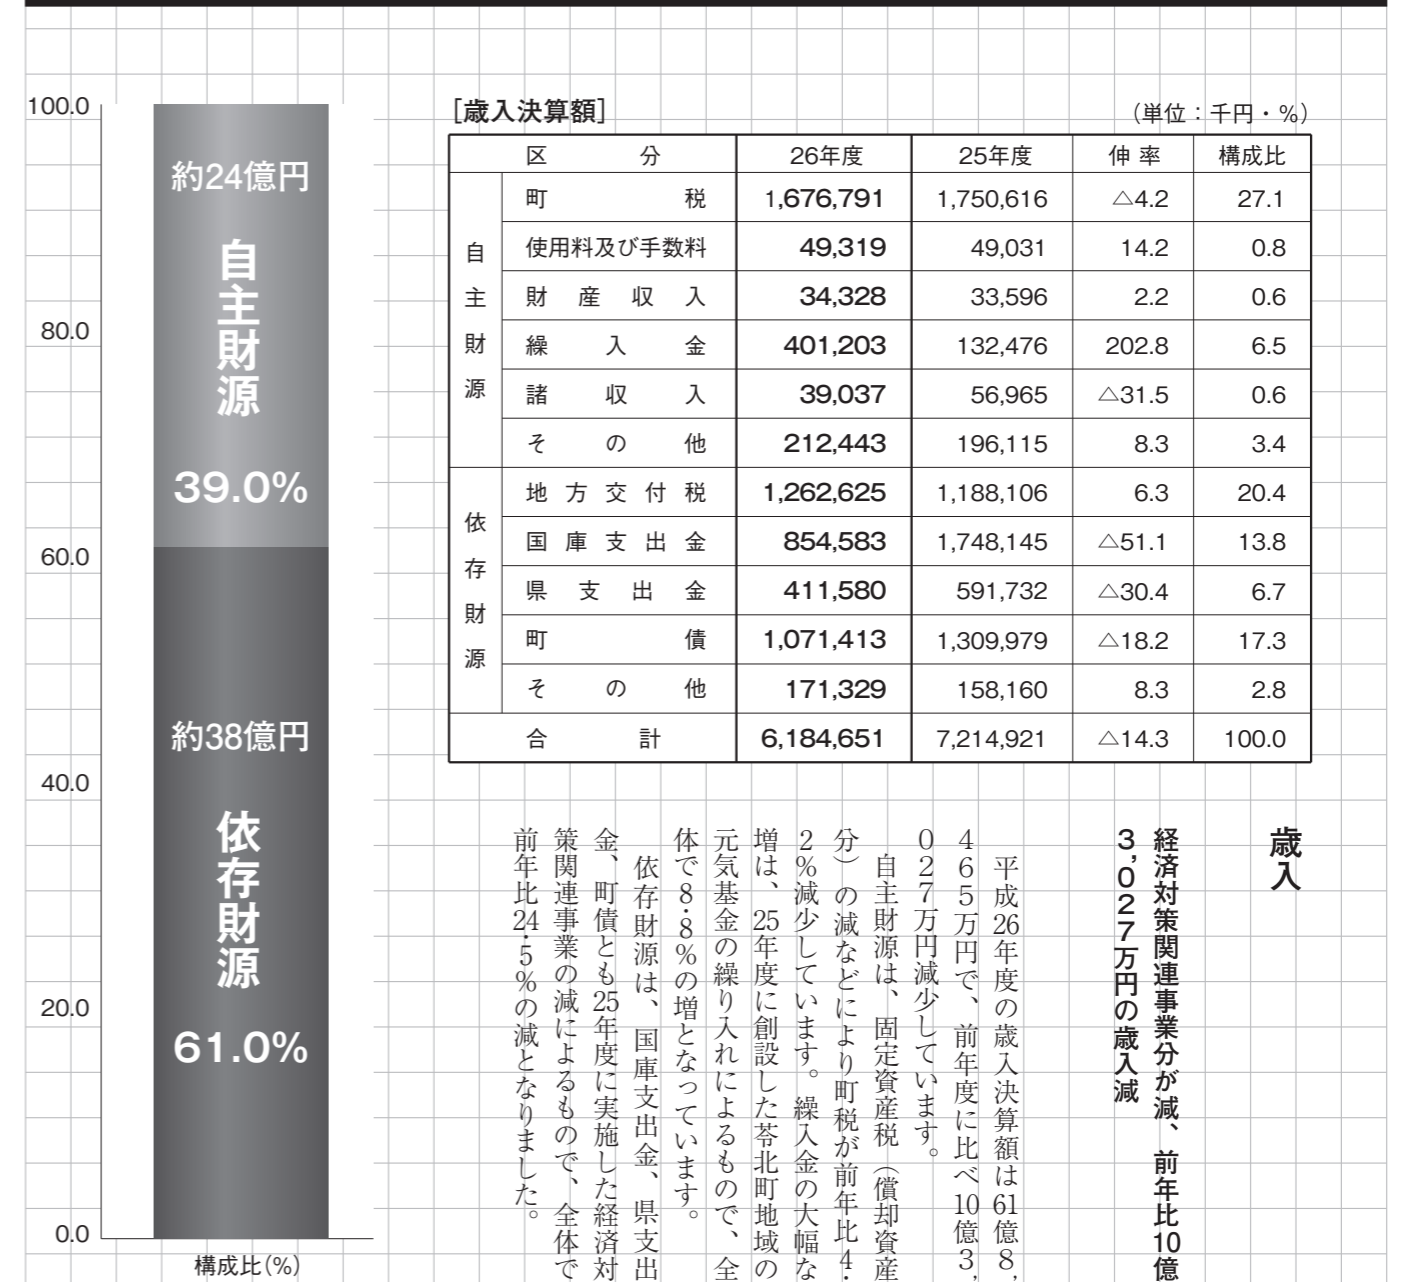 100.0
80.0
60.0
40.0
20.0
0.0
約24億円
自主財源
39.0%
約38億円
依存財源
61.0%
構成比(%)
［歳入決算額］ （単位：千円・％）
区分 26年度 25年度 伸率 構成比
自主財源
町税 1,676,791 1,750,616 △4.2 27.1
使用料及び手数料 49,319 49,031 14.2 0.8
財産収入 34,328 33,596 2.2 0.6
繰入金 401,203 132,476 202.8 6.5
諸収入 39,037 56,965 △31.5 0.6
その他 212,443 196,115 8.3 3.4
依存財源
地方交付税 1,262,625 1,188,106 6.3 20.4
国庫支出金 854,583 1,748,145 △51.1 13.8
県支出金 411,580 591,732 △30.4 6.7
町債 1,071,413 1,309,979 △18.2 17.3
その他 171,329 158,160 8.3 2.8
合計 6,184,651 7,214,921 △14.3 100.0
歳入
経済対策関連事業分が減、前年比10億
3,027万円の歳入減
平成26年度の歳入決算額は61億8,
465万円で、前年度に比べ10億3,
027万円減少しています。
自主財源は、固定資産税（償却資産
分）の減などにより町税が前年比4・
2%減少しています。繰入金の大幅な
増は、25年度に創設した苓北町地域の
元気基金の繰り入れによるもので、全
体で8・8%の増となっています。
依存財源は、国庫支出金、県支出
金、町債とも25年度に実施した経済対
策関連事業の減によるもので、全体で
前年比24・5%の減となりました。